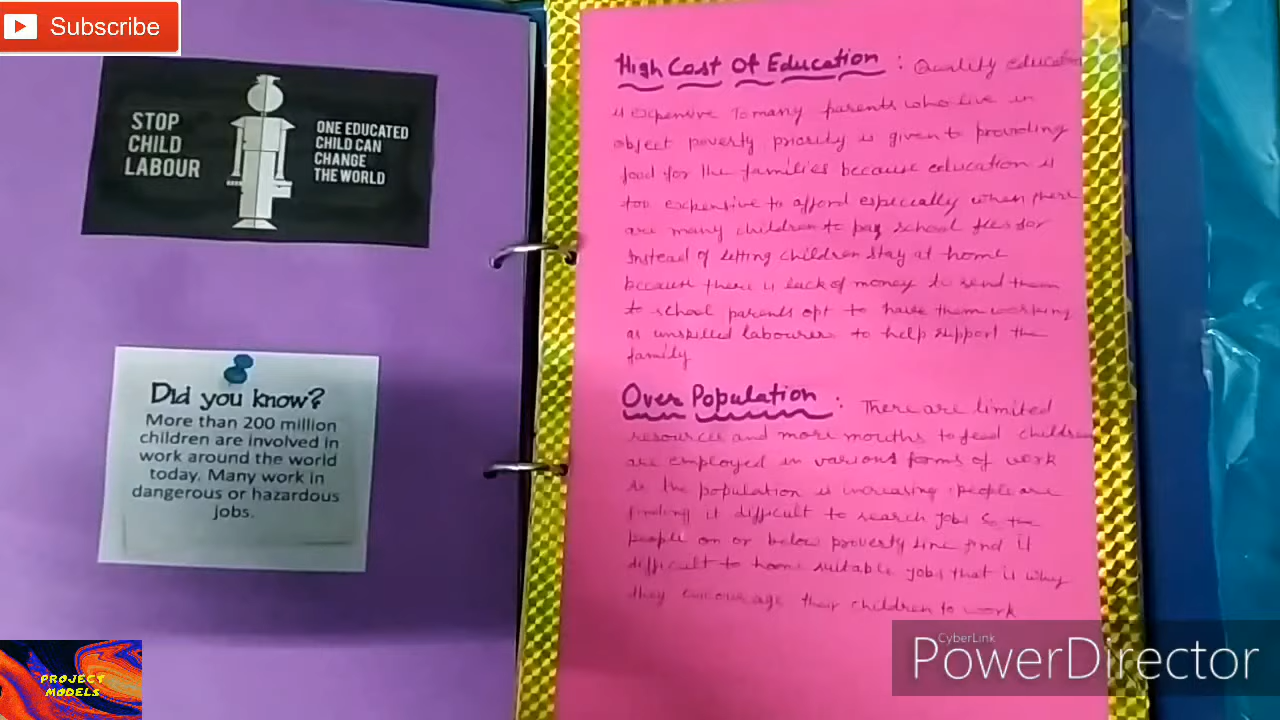 Subscribe
STOP
CHILD
LABOUR
ONE EDUCATED
CHILD CAN
CHANGE
THE WORLD
Did you know?
More than 200 million
children are involved in
work around the world
today. Many work in
dangerous or hazardous
jobs.
PROJECT
MODELS
High Cost Of Education : Quality education
is expensive To many parents who live in
object poverty priority is given to providing
food for the families because education is
too expensive to afford especially when there
are many children to pay school fees for
Instead of letting children stay at home
because there is lack of money to send them
to school parents opt to have them working
as unskilled labourers to help support the
family
Over Population : There are limited
resources and more mouths to feed children
are employed in various forms of work
As the population is increasing people are
finding it difficult to search jobs so the
people on or below proverty line find it
difficult to home suitable jobs that is why
they encourage their children to work
CyberLink
PowerDirector